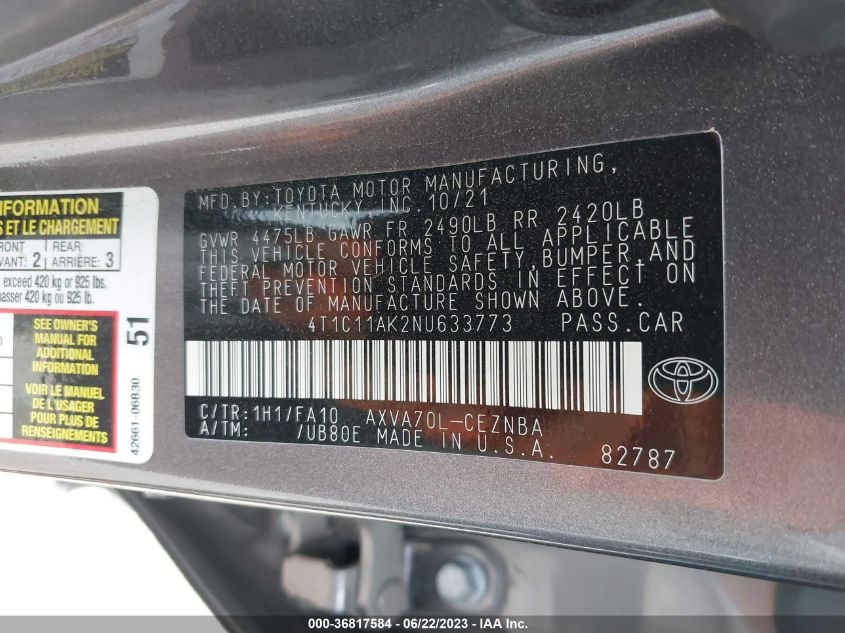 NFORMATION
S ET LE CHARGEMENT
FRONT
REAR
AVANT: 2
ARRIÈRE: 3
exceed 420 kg or 925 lbs.
passer 420 kg ou 925 lb.
SEE OWNER'S
MANUAL FOR
ADDITIONAL
INFORMATION
VOIR LE MANUEL
DE L'USAGER
POUR PLUS DE
RENSEIGNEMENTS
51
42661-06B30
MFD. BY: TOYOTA MOTOR MANUFACTURING,
KENTUCKY, INC. 10/21
GVWR 4475LB GAWR FR 2490LB RR 2420LB
THIS VEHICLE CONFORMS TO ALL APPLICABLE
FEDERAL MOTOR VEHICLE SAFETY, BUMPER, AND
THEFT PREVENTION STANDARDS IN EFFECT ON
THE DATE OF MANUFACTURE SHOWN ABOVE.
4T1C11AK2NU633773 PASS. CAR
C/TR: 1H1/FA10 AXVA70L-CEZNBA
A/TM: /UB80E MADE IN U.S.A.
82787
000-36817584 - 06/22/2023 - IAA Inc.